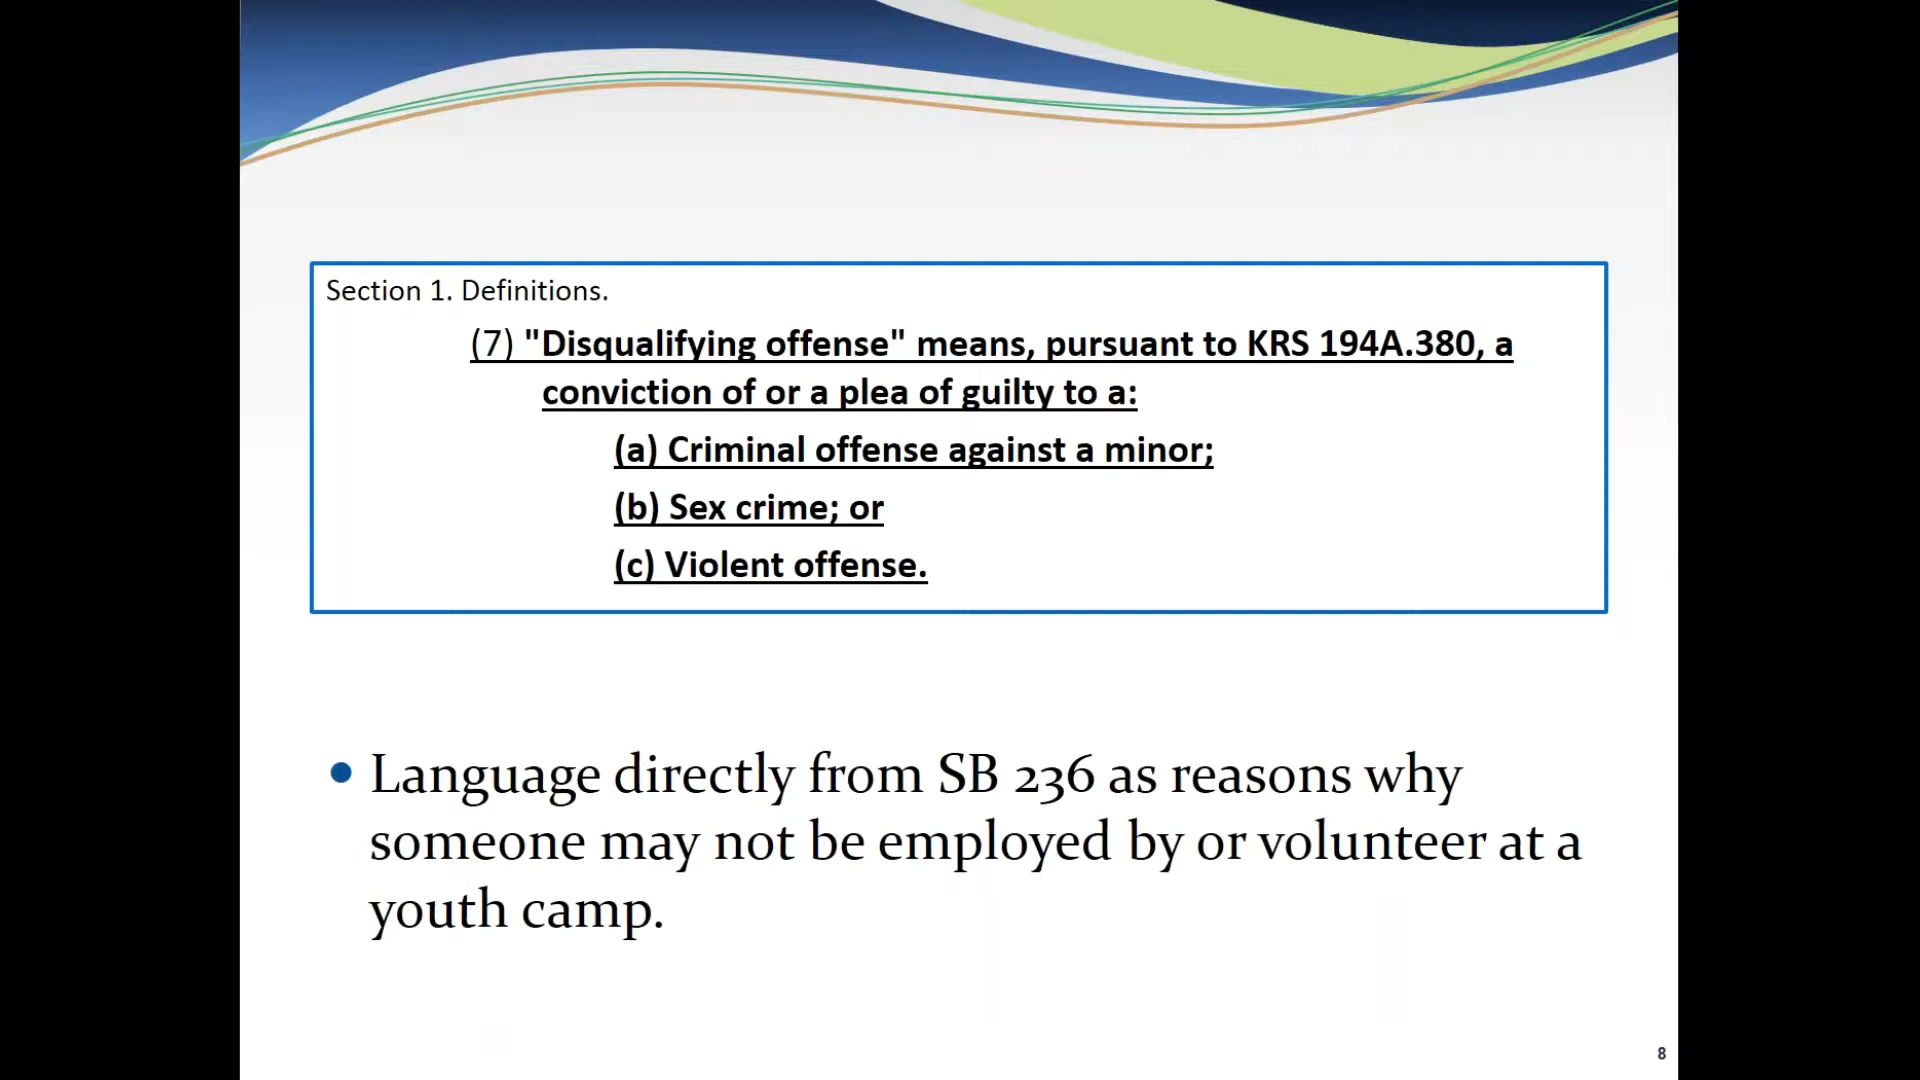 Section 1. Definitions.
(7) "Disqualifying offense" means, pursuant to KRS 194A.380, a
conviction of or a plea of guilty to a:
(a) Criminal offense against a minor;
(b) Sex crime; or
(c) Violent offense.
• Language directly from SB 236 as reasons why
someone may not be employed by or volunteer at a
youth camp.
8